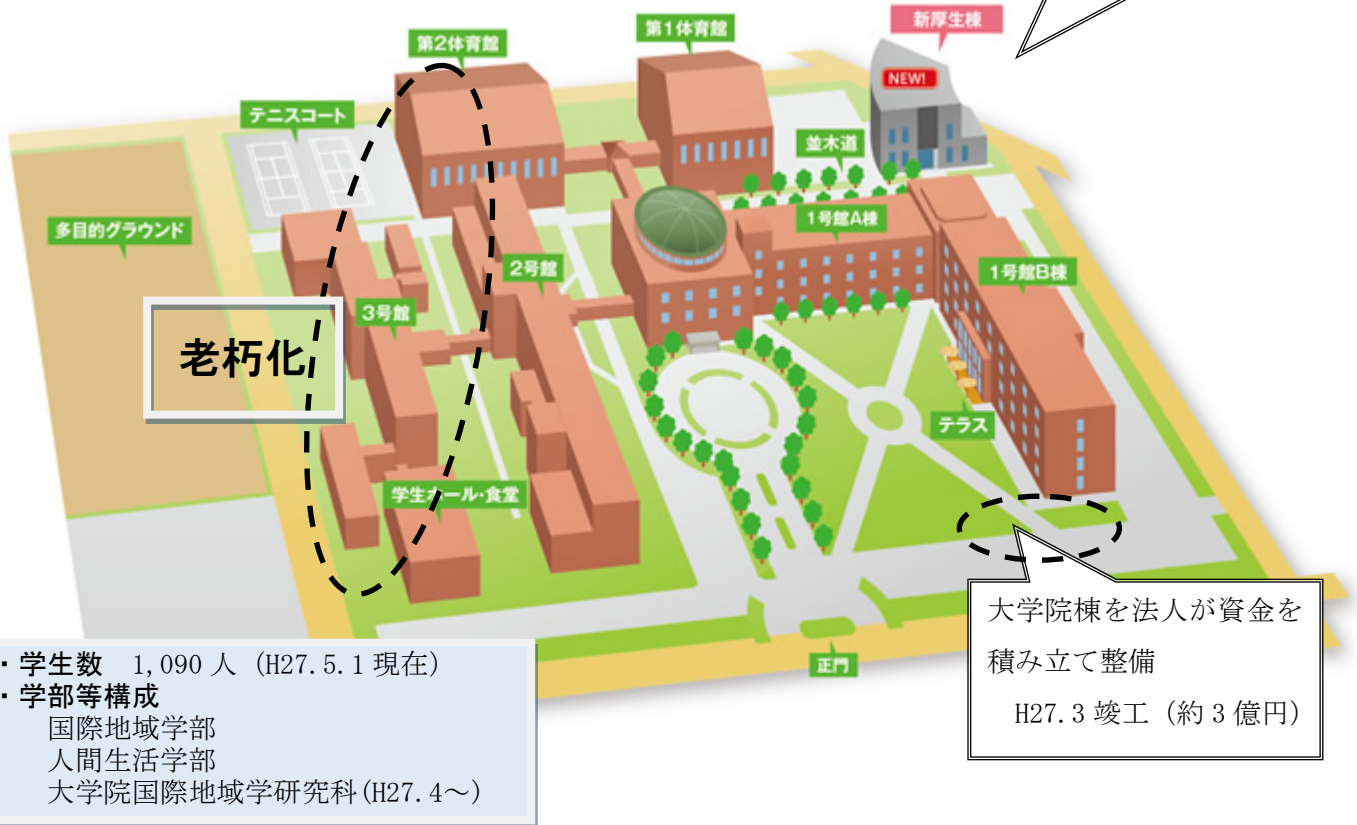 新厚生棟
第1体育館
第2体育館
NEW!
テニスコート
並木道
多目的グラウンド
1号館A棟
2号館
1号館B棟
3号館
老朽化
テラス
学生ホール・食堂
大学院棟を法人が資金を
積み立て整備
H27.3 竣工（約3億円）
正門
・学生数　1,090 人（H27.5.1 現在）
・学部等構成
国際地域学部
人間生活学部
大学院国際地域学研究科(H27.4～)